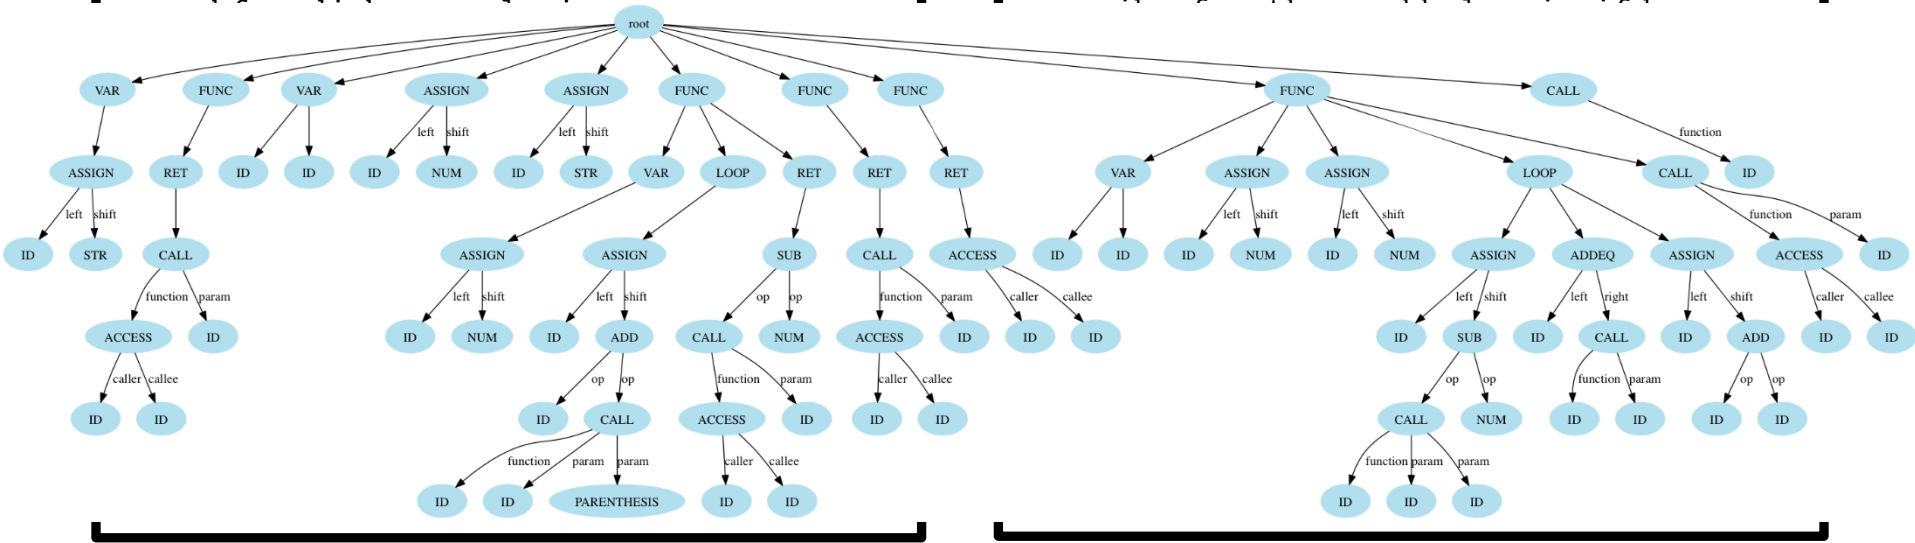 root
VAR FUNC VAR ASSIGN ASSIGN FUNC FUNC FUNC FUNC CALL
left shift left shift function
ASSIGN RET ID ID ID NUM ID STR VAR LOOP RET RET RET VAR ASSIGN ASSIGN LOOP CALL ID
left shift left shift left shift function param
ID STR CALL ASSIGN ASSIGN SUB CALL ACCESS ID ID ID NUM ID NUM ASSIGN ADDEQ ASSIGN ACCESS ID
function param left shift left shift op op function param caller callee left shift left right left shift caller callee
ACCESS ID ID NUM ID ADD CALL NUM ACCESS ID ID ID ID SUB ID CALL ID ADD ID ID
caller callee op op function param caller callee op op function param op op
ID ID ID CALL ACCESS ID ID ID CALL NUM ID ID ID ID
function param param caller callee function param param
ID ID PARENTHESIS ID ID ID ID ID